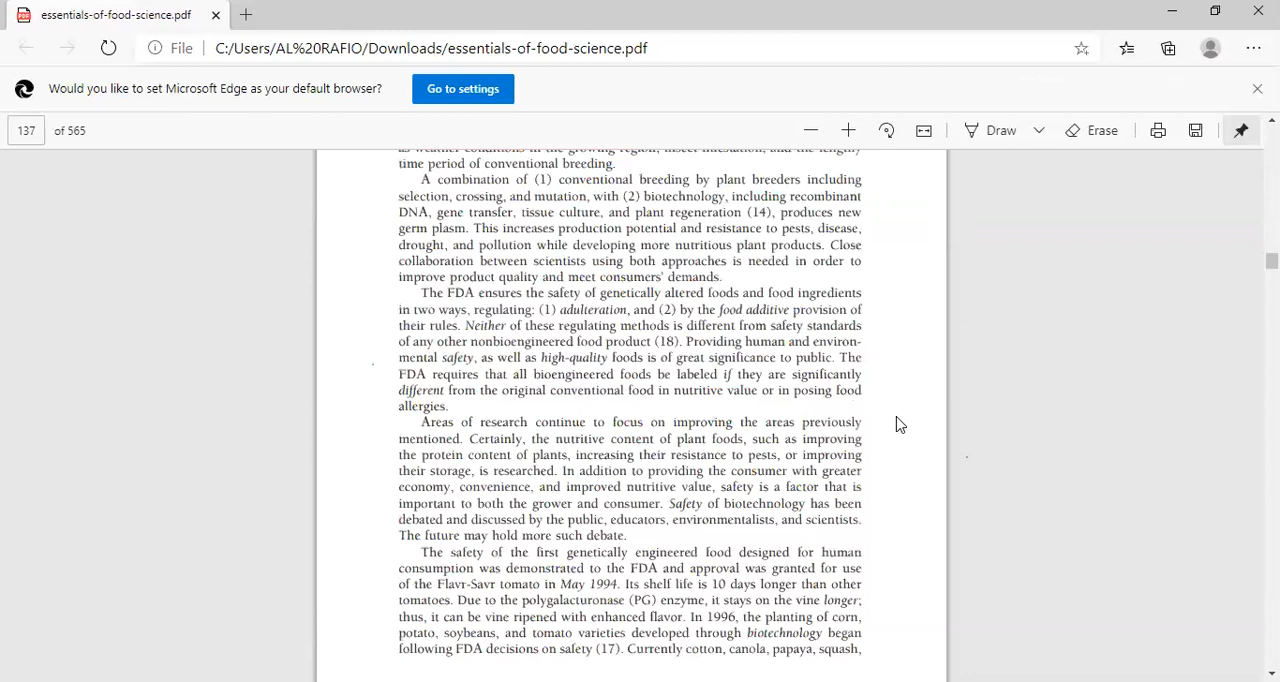 essentials-of-food-science.pdf
File
C:/Users/AL%20RAFIO/Downloads/essentials-of-food-science.pdf
Would you like to set Microsoft Edge as your default browser?
Go to settings
137 of 565
Draw
Erase
as weather conditions in the growing region, insect infestation, and the lengthy
time period of conventional breeding.
A combination of (1) conventional breeding by plant breeders including
selection, crossing, and mutation, with (2) biotechnology, including recombinant
DNA, gene transfer, tissue culture, and plant regeneration (14), produces new
germ plasm. This increases production potential and resistance to pests, disease,
drought, and pollution while developing more nutritious plant products. Close
collaboration between scientists using both approaches is needed in order to
improve product quality and meet consumers' demands.
The FDA ensures the safety of genetically altered foods and food ingredients
in two ways, regulating: (1) adulteration, and (2) by the food additive provision of
their rules. Neither of these regulating methods is different from safety standards
of any other nonbioengineered food product (18). Providing human and environ-
mental safety, as well as high-quality foods is of great significance to public. The
FDA requires that all bioengineered foods be labeled if they are significantly
different from the original conventional food in nutritive value or in posing food
allergies.
Areas of research continue to focus on improving the areas previously
mentioned. Certainly, the nutritive content of plant foods, such as improving
the protein content of plants, increasing their resistance to pests, or improving
their storage, is researched. In addition to providing the consumer with greater
economy, convenience, and improved nutritive value, safety is a factor that is
important to both the grower and consumer. Safety of biotechnology has been
debated and discussed by the public, educators, environmentalists, and scientists.
The future may hold more such debate.
The safety of the first genetically engineered food designed for human
consumption was demonstrated to the FDA and approval was granted for use
of the Flavr-Savr tomato in May 1994. Its shelf life is 10 days longer than other
tomatoes. Due to the polygalacturonase (PG) enzyme, it stays on the vine longer;
thus, it can be vine ripened with enhanced flavor. In 1996, the planting of corn,
potato, soybeans, and tomato varieties developed through biotechnology began
following FDA decisions on safety (17). Currently cotton, canola, papaya, squash,